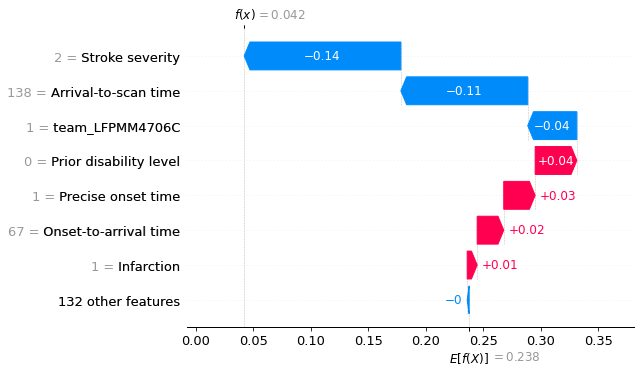 f(x) = 0.042
2 = Stroke severity −0.14
138 = Arrival-to-scan time −0.11
1 = team_LFPMM4706C −0.04
0 = Prior disability level +0.04
1 = Precise onset time +0.03
67 = Onset-to-arrival time +0.02
1 = Infarction +0.01
132 other features −0
0.00 0.05 0.10 0.15 0.20 0.25 0.30 0.35
E[f(X)] = 0.238